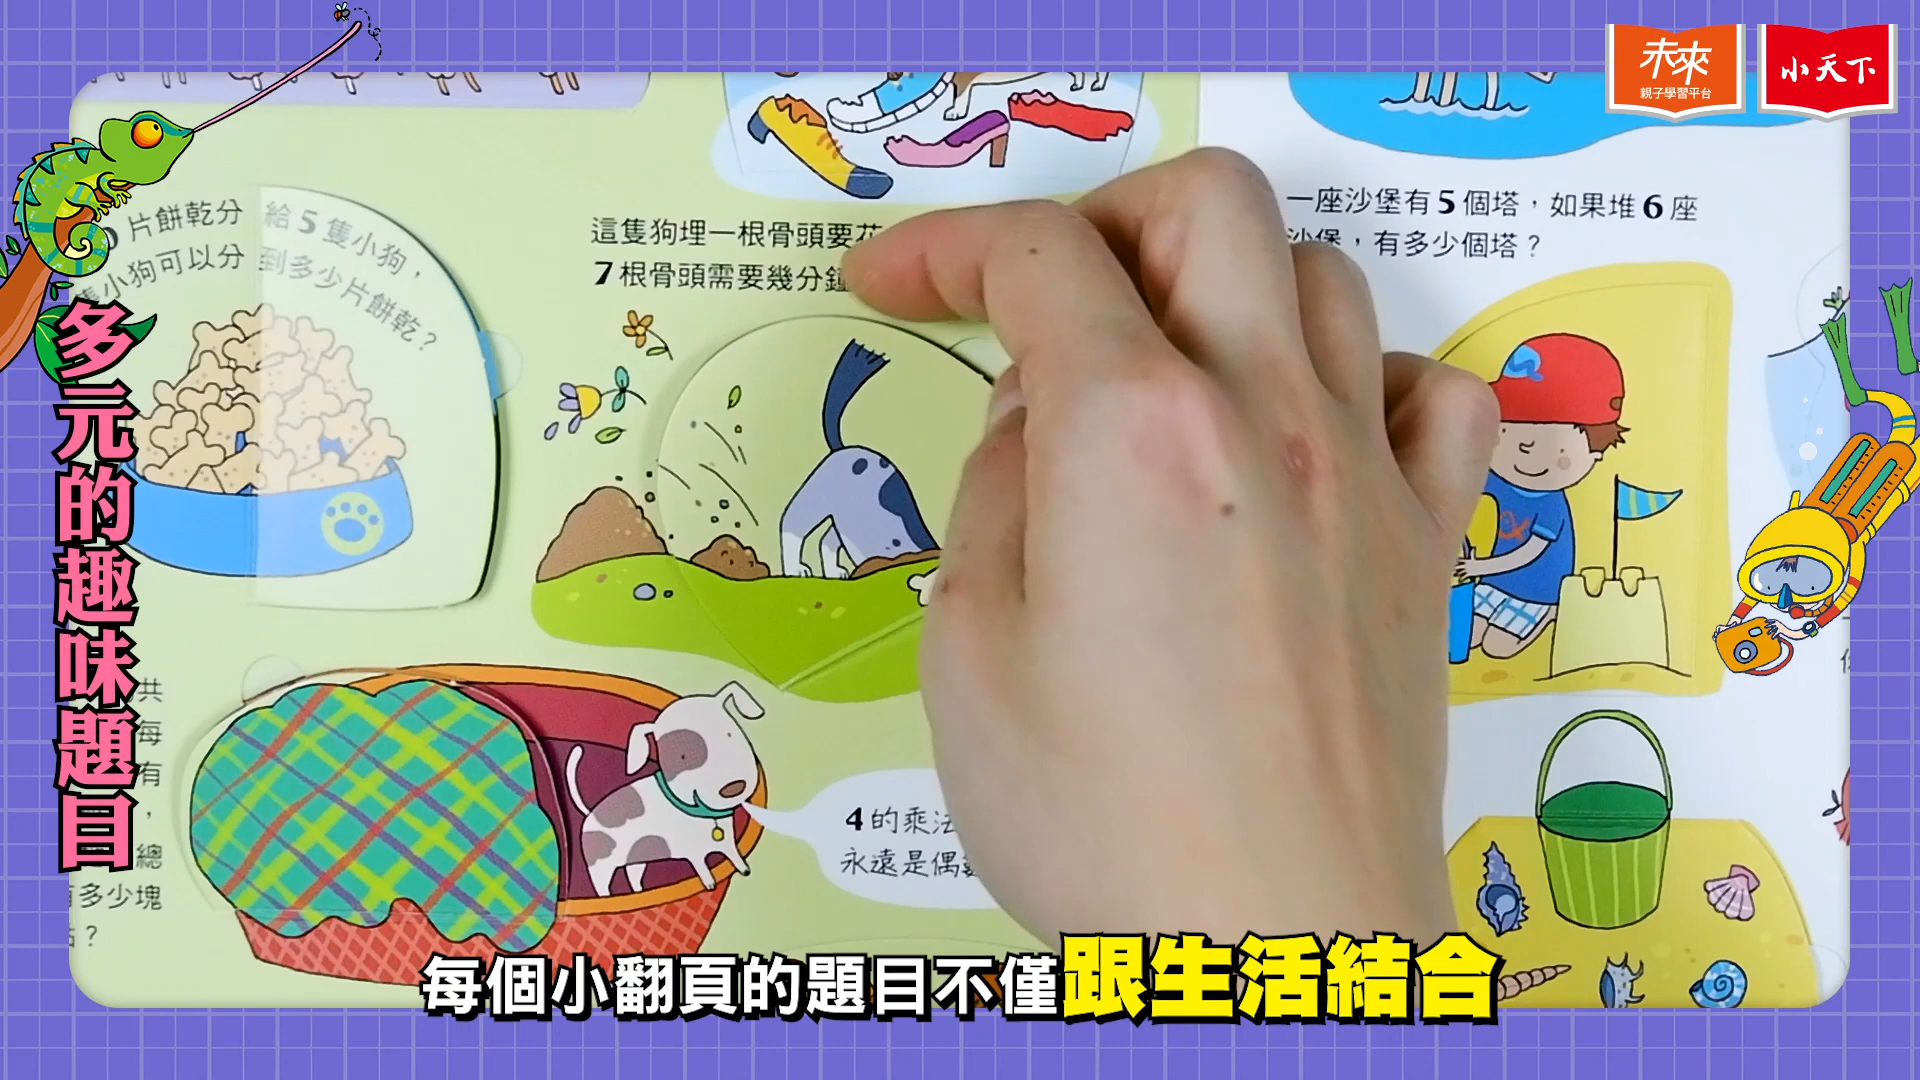 未來
親子學習平台
小天下
多元的趣味題目
片餅乾分給5隻小狗，
隻小狗可以分到多少片餅乾？
這隻狗埋一根骨頭要花
7根骨頭需要幾分鐘
一座沙堡有5個塔，如果堆6座
沙堡，有多少個塔？
4的乘法
永遠是偶數
共
每
有
，
總
有多少塊
？
每個小翻頁的題目不僅跟生活結合